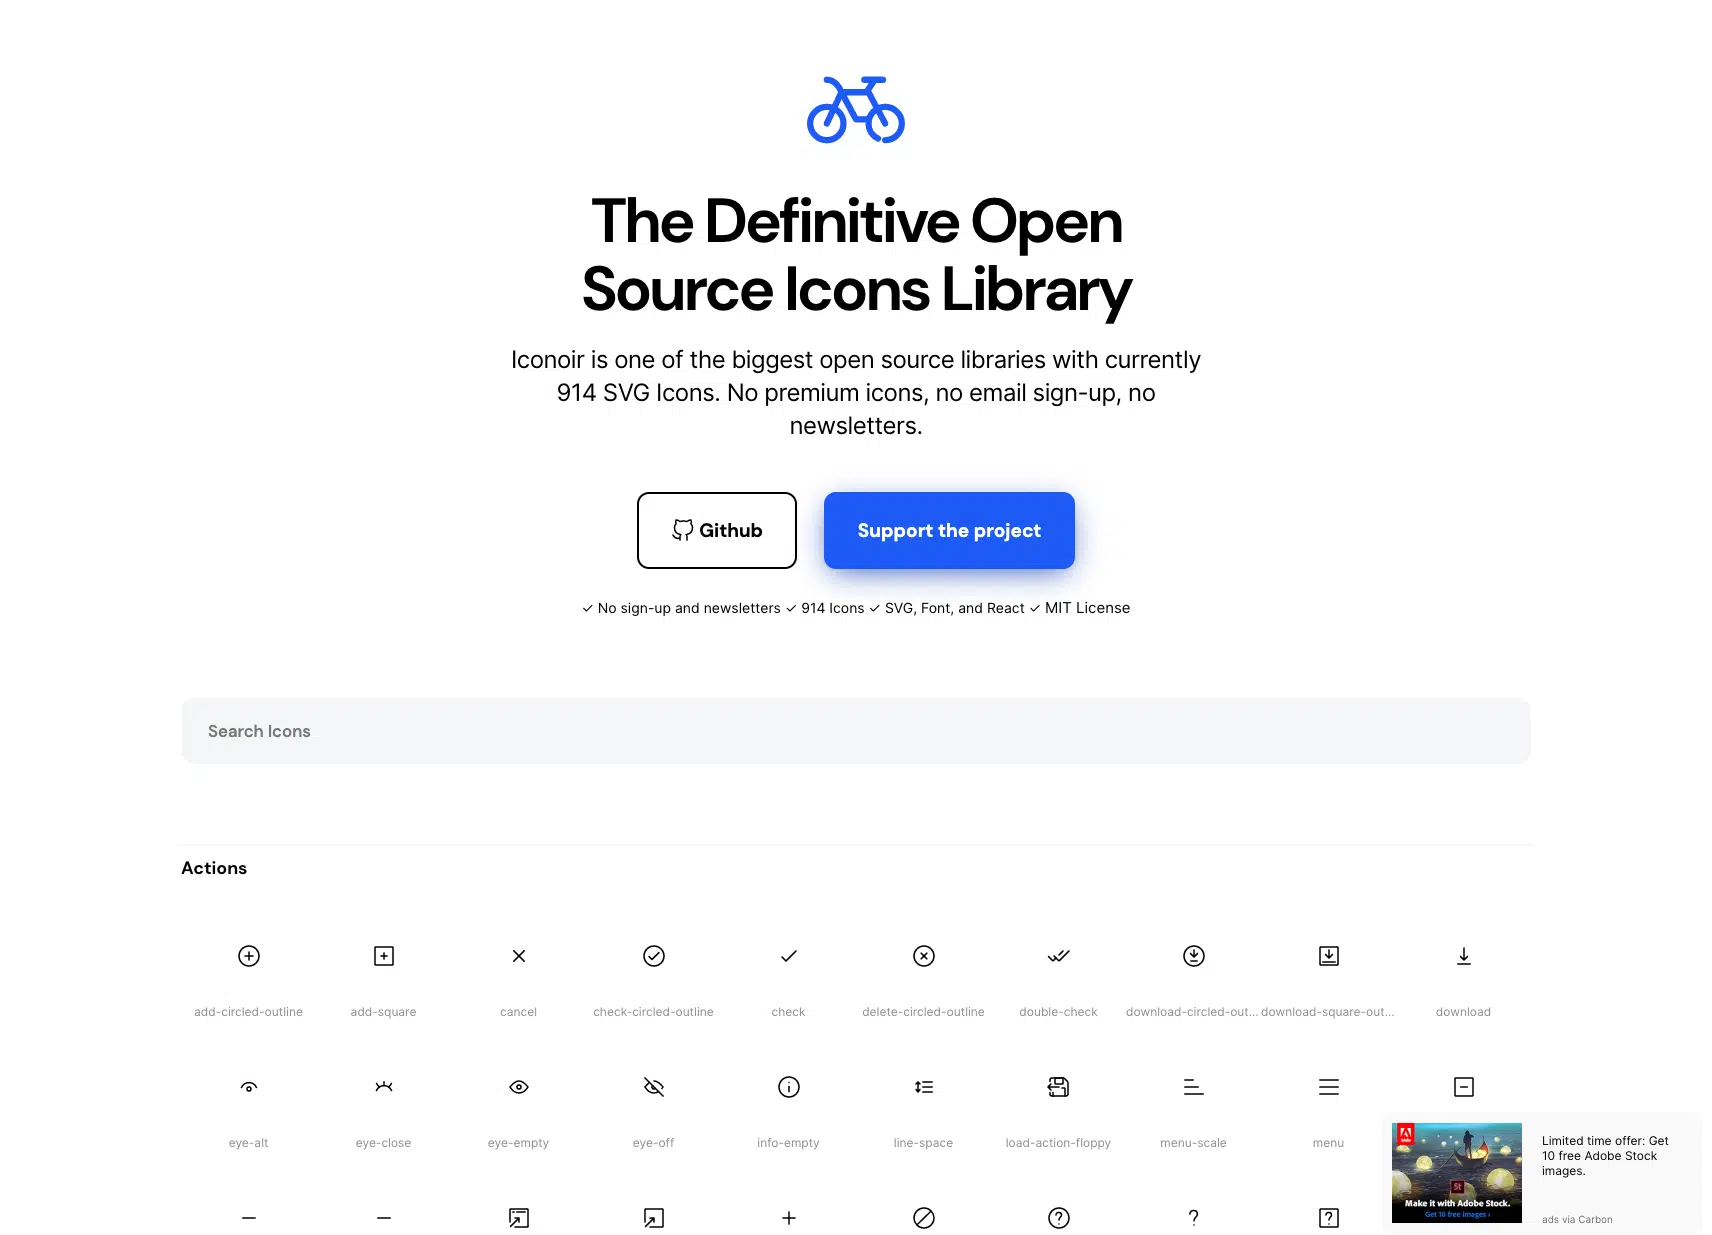 The Definitive Open
Source Icons Library
Iconoir is one of the biggest open source libraries with currently
914 SVG Icons. No premium icons, no email sign-up, no
newsletters.
Github
Support the project
✓ No sign-up and newsletters ✓ 914 Icons ✓ SVG, Font, and React ✓ MIT License
Search Icons
Actions
add-circled-outline add-square cancel check-circled-outline check delete-circled-outline double-check download-circled-out... download-square-out... download
eye-alt eye-close eye-empty eye-off info-empty line-space load-action-floppy menu-scale menu
Adobe
St
Make it with Adobe Stock.
Get 10 free images ›
Limited time offer: Get
10 free Adobe Stock
images.
ads via Carbon